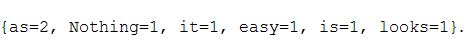 {as=2, Nothing=1, it=1, easy=1, is=1, looks=1}.